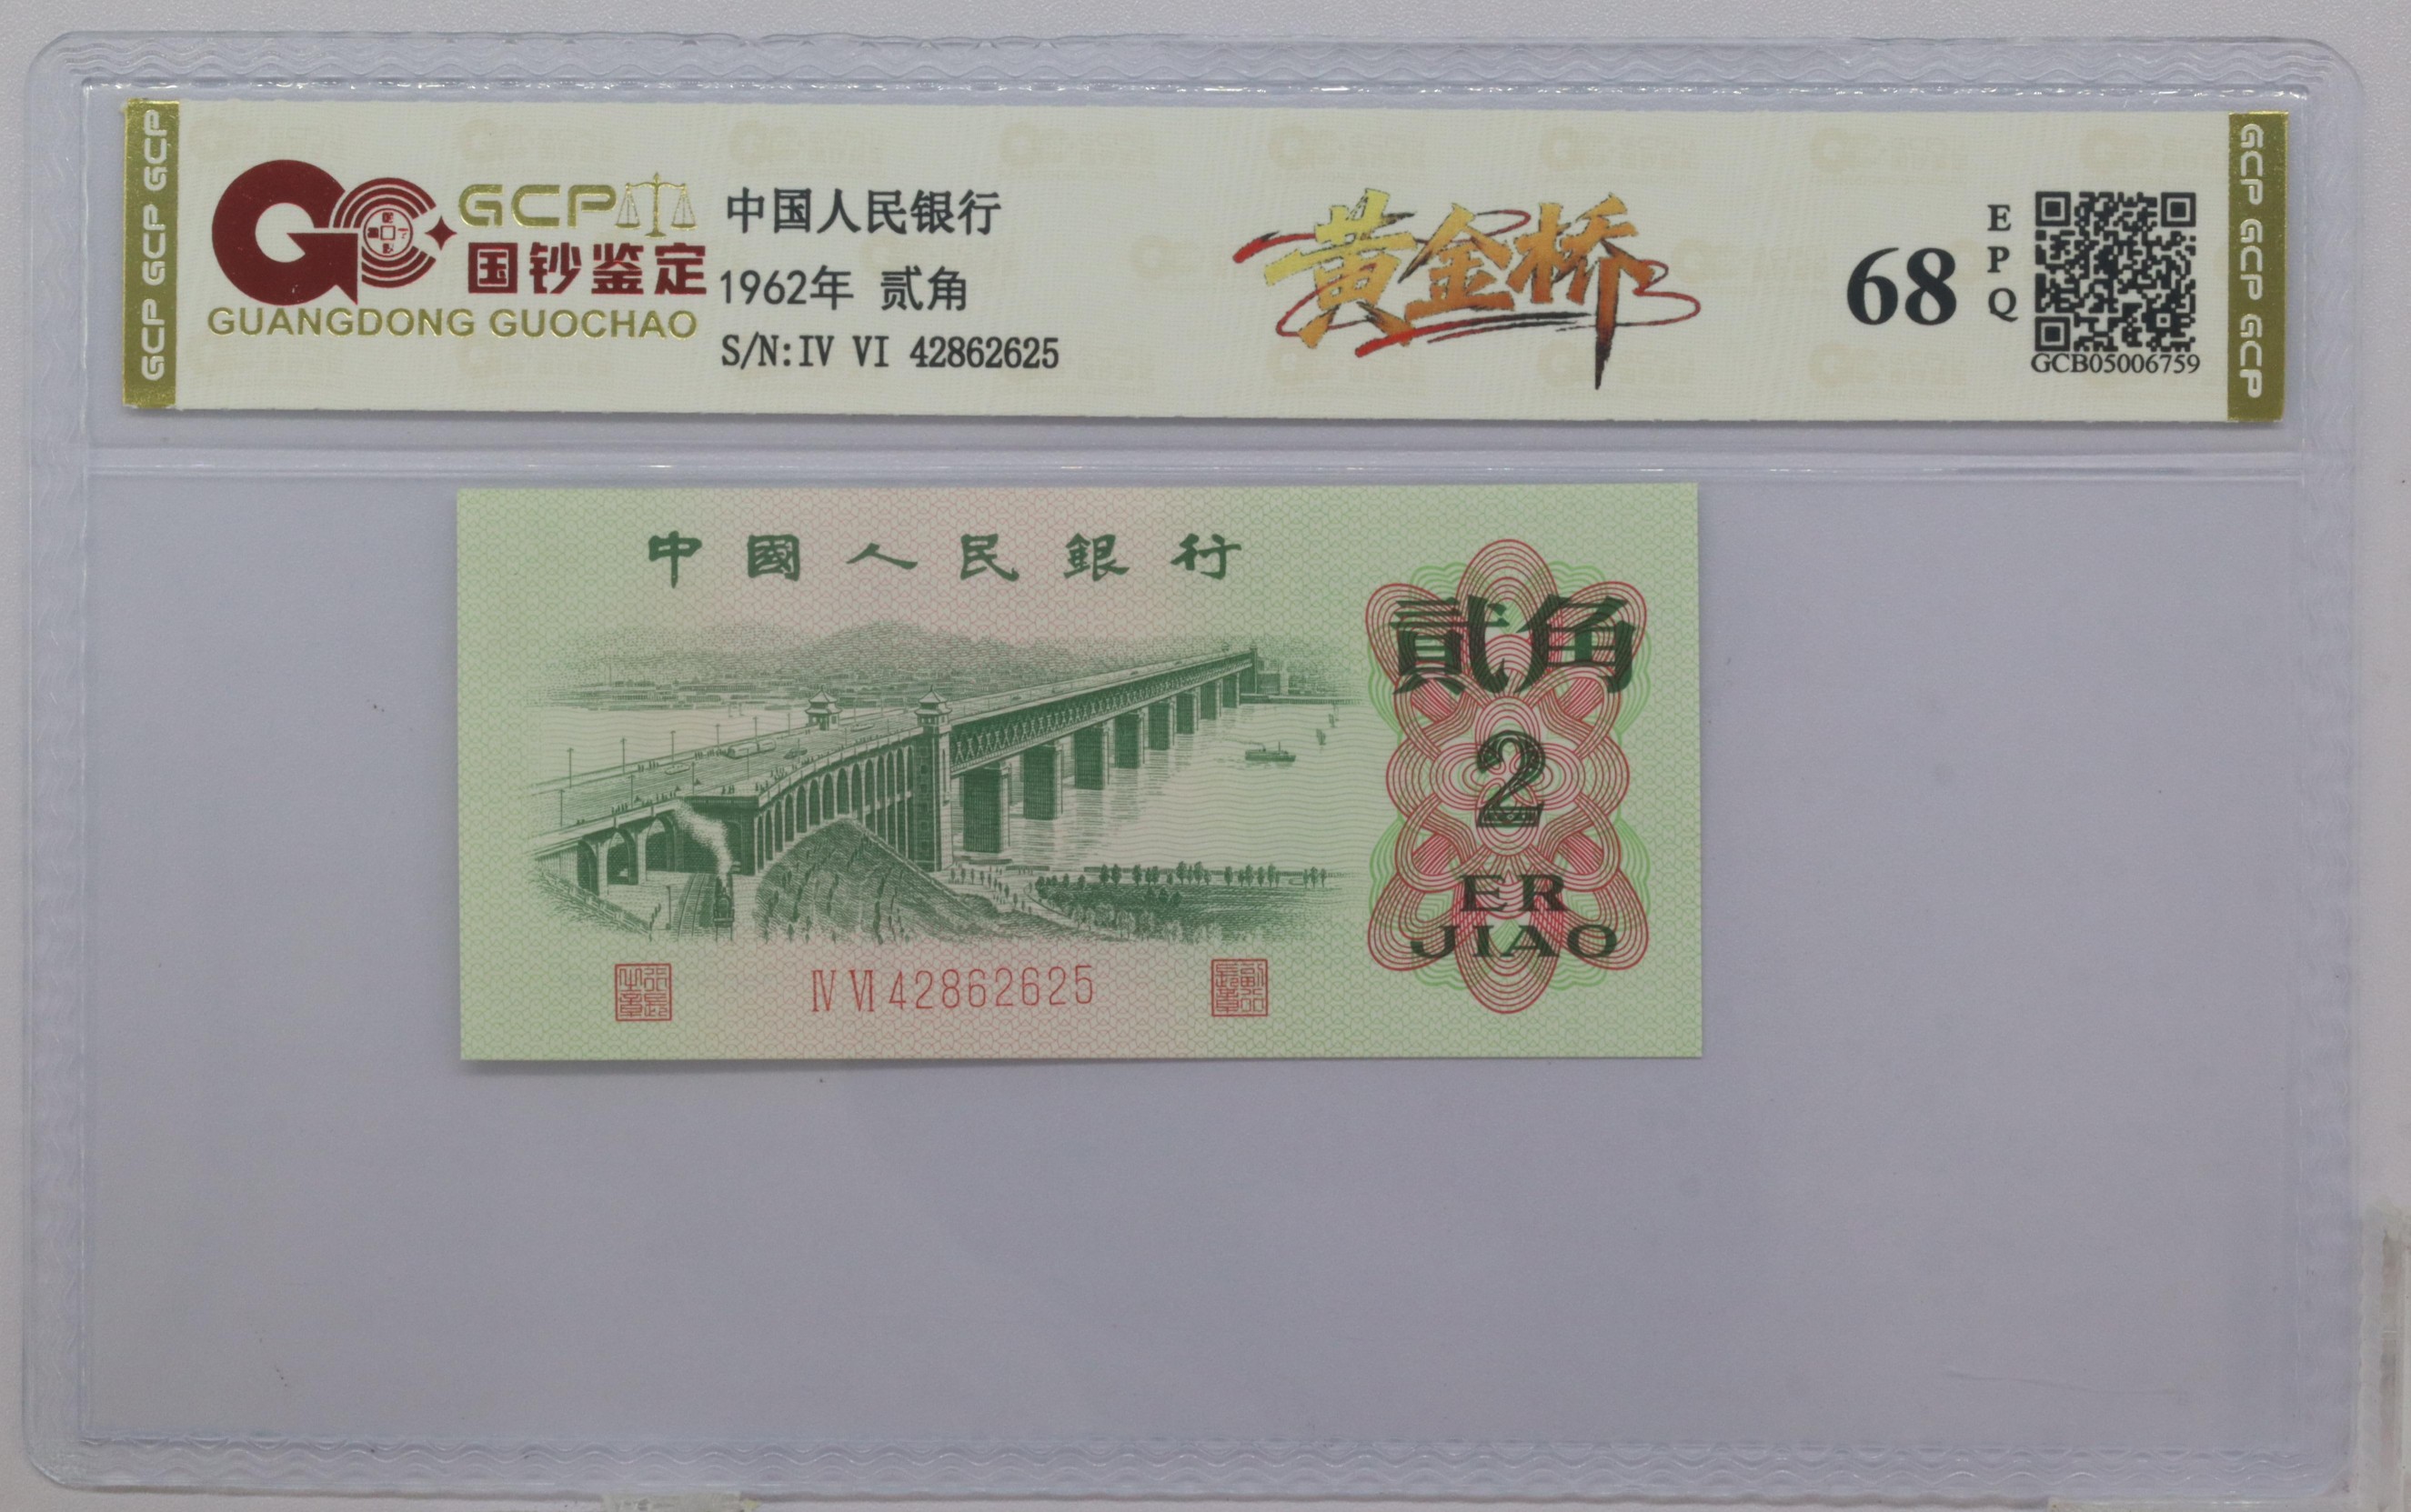 GCP GCP GCP
GCP
国钞鉴定
GUANGDONG GUOCHAO
中国人民银行
1962年 贰角
S/N:IV VI 42862625
黄金桥
68
EPQ
GCB05006759
GCP GCP GCP
中國人民銀行
貳角
2
ER
JIAO
Ⅳ Ⅵ 42862625